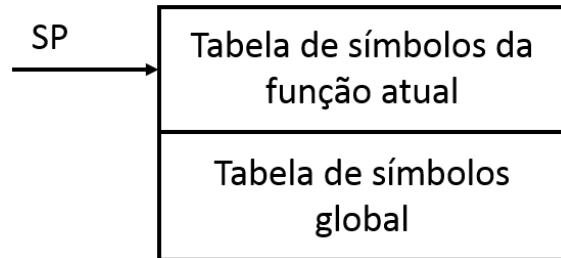 SP
Tabela de símbolos da
função atual
Tabela de símbolos
global